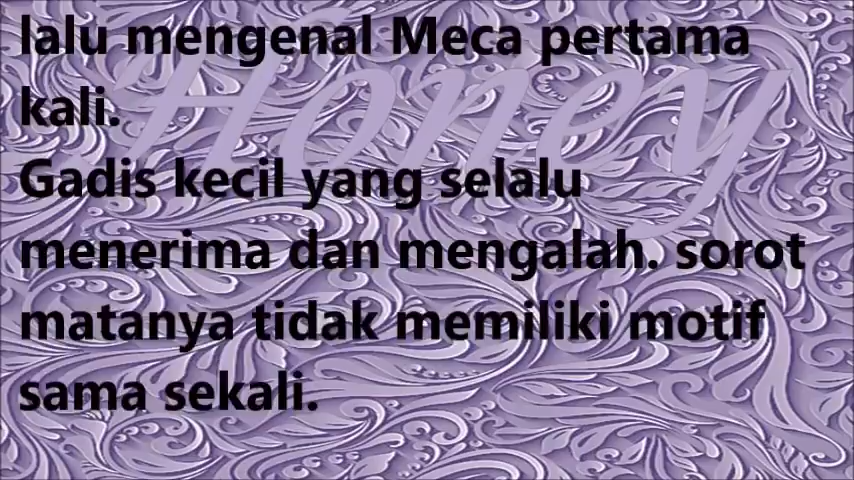 lalu mengenal Meca pertama
Honey
kali.
Gadis kecil yang selalu
menerima dan mengalah. sorot
matanya tidak memiliki motif
sama sekali.